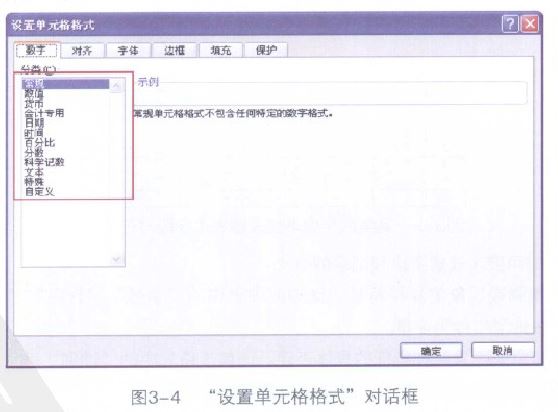 设置单元格格式
数字 对齐 字体 边框 填充 保护
分类(C):
常规
数值
货币
会计专用
日期
时间
百分比
分数
科学记数
文本
特殊
自定义
示例
常规单元格格式不包含任何特定的数字格式。
确定 取消
图3-4 “设置单元格格式”对话框